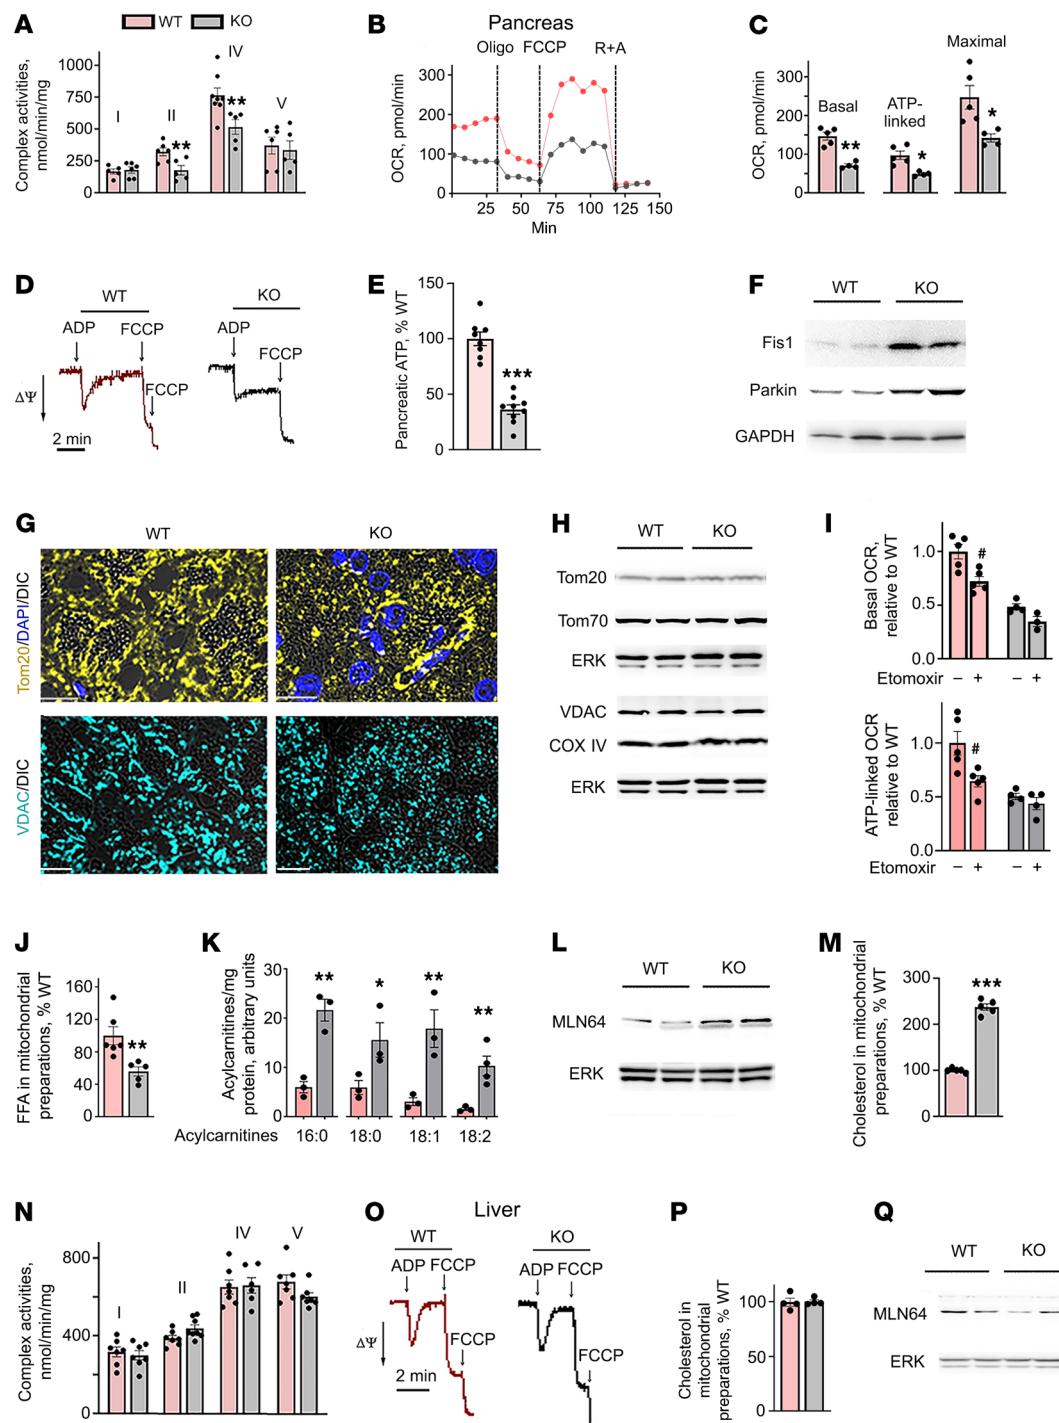 A
WT
KO
Complex activities,
nmol/min/mg
1000
750
500
250
0
I
II
**
IV
**
V
B
Pancreas
Oligo
FCCP
R+A
OCR, pmol/min
300
200
100
0
25
50
75
100
125
150
Min
C
OCR, pmol/min
300
200
100
0
Basal
**
ATP-
linked
*
Maximal
*
D
WT
KO
ADP
FCCP
FCCP
ADP
FCCP
ΔΨ
2 min
E
Pancreatic ATP, % WT
150
100
50
0
***
F
WT
KO
Fis1
Parkin
GAPDH
G
WT
KO
Tom20/DAPI/DIC
VDAC/DIC
H
WT
KO
Tom20
Tom70
ERK
VDAC
COX IV
ERK
I
Basal OCR,
relative to WT
1.0
0.5
0.0
#
Etomoxir
–
+
–
+
ATP-linked OCR
relative to WT
1.0
0.5
0.0
#
Etomoxir
–
+
–
+
J
FFA in mitochondrial
preparations, % WT
160
120
80
40
0
**
K
Acylcarnitines/mg
protein, arbitrary units
30
20
10
0
**
*
**
**
Acylcarnitines
16:0
18:0
18:1
18:2
L
WT
KO
MLN64
ERK
M
Cholesterol in mitochondrial
preparations, % WT
300
200
100
0
***
N
Complex activities,
nmol/min/mg
800
400
0
I
II
IV
V
O
Liver
WT
KO
ADP
FCCP
FCCP
ADP
FCCP
FCCP
ΔΨ
2 min
P
Cholesterol in
mitochondrial
preparations, % WT
100
50
0
Q
WT
KO
MLN64
ERK